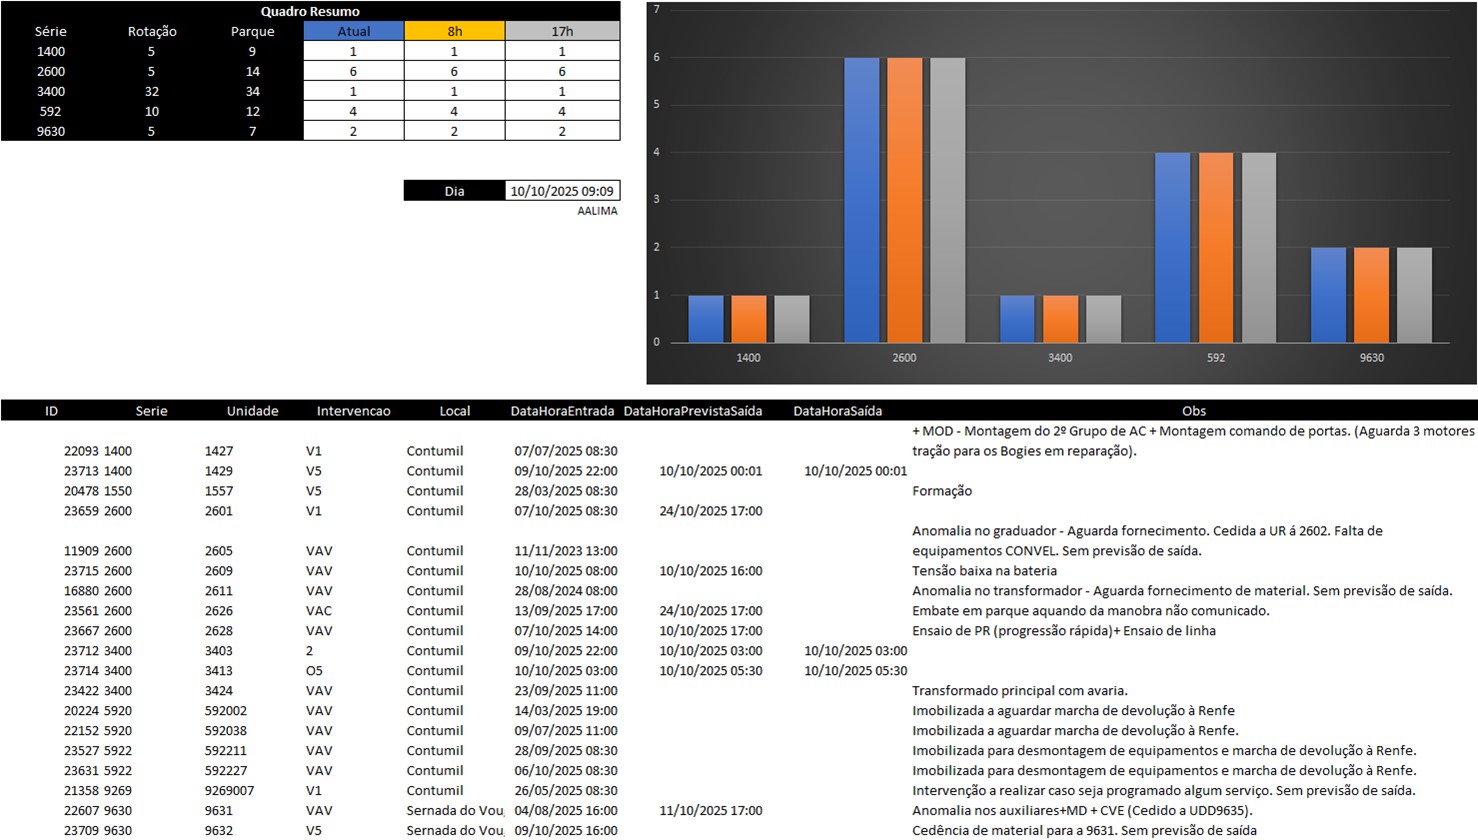 Quadro Resumo
Série Rotação Parque Atual 8h 17h
1400 5 9 1 1 1
2600 5 14 6 6 6
3400 32 34 1 1 1
592 10 12 4 4 4
9630 5 7 2 2 2
Dia 10/10/2025 09:09
AALIMA
7
6
5
4
3
2
1
0
1400 2600 3400 592 9630
ID Serie Unidade Intervencao Local DataHoraEntrada DataHoraPrevistaSaída DataHoraSaída Obs
+ MOD - Montagem do 2º Grupo de AC + Montagem comando de portas. (Aguarda 3 motores
22093 1400 1427 V1 Contumil 07/07/2025 08:30 tração para os Bogies em reparação).
23713 1400 1429 V5 Contumil 09/10/2025 22:00 10/10/2025 00:01 10/10/2025 00:01
20478 1550 1557 V5 Contumil 28/03/2025 08:30 Formação
23659 2600 2601 V1 Contumil 07/10/2025 08:30 24/10/2025 17:00
Anomalia no graduador - Aguarda fornecimento. Cedida a UR á 2602. Falta de
11909 2600 2605 VAV Contumil 11/11/2023 13:00 equipamentos CONVEL. Sem previsão de saída.
23715 2600 2609 VAV Contumil 10/10/2025 08:00 10/10/2025 16:00 Tensão baixa na bateria
16880 2600 2611 VAV Contumil 28/08/2024 08:00 Anomalia no transformador - Aguarda fornecimento de material. Sem previsão de saída.
23561 2600 2626 VAC Contumil 13/09/2025 17:00 24/10/2025 17:00 Embate em parque aquando da manobra não comunicado.
23667 2600 2628 VAV Contumil 07/10/2025 14:00 10/10/2025 17:00 Ensaio de PR (progressão rápida)+ Ensaio de linha
23712 3400 3403 2 Contumil 09/10/2025 22:00 10/10/2025 03:00 10/10/2025 03:00
23714 3400 3413 O5 Contumil 10/10/2025 03:00 10/10/2025 05:30 10/10/2025 05:30
23422 3400 3424 VAV Contumil 23/09/2025 11:00 Transformado principal com avaria.
20224 5920 592002 VAV Contumil 14/03/2025 19:00 Imobilizada a aguardar marcha de devolução à Renfe
22152 5920 592038 VAV Contumil 09/07/2025 11:00 Imobilizada a aguardar marcha de devolução à Renfe.
23527 5922 592211 VAV Contumil 28/09/2025 08:30 Imobilizada para desmontagem de equipamentos e marcha de devolução à Renfe.
23631 5922 592227 VAV Contumil 06/10/2025 08:30 Imobilizada para desmontagem de equipamentos e marcha de devolução à Renfe.
21358 9269 9269007 V1 Contumil 26/05/2025 08:30 Intervenção a realizar caso seja programado algum serviço. Sem previsão de saída.
22607 9630 9631 VAV Sernada do Vou 04/08/2025 16:00 11/10/2025 17:00 Anomalia nos auxiliares+MD + CVE (Cedido a UDD9635).
23709 9630 9632 V5 Sernada do Vou 09/10/2025 16:00 Cedência de material para a 9631. Sem previsão de saída